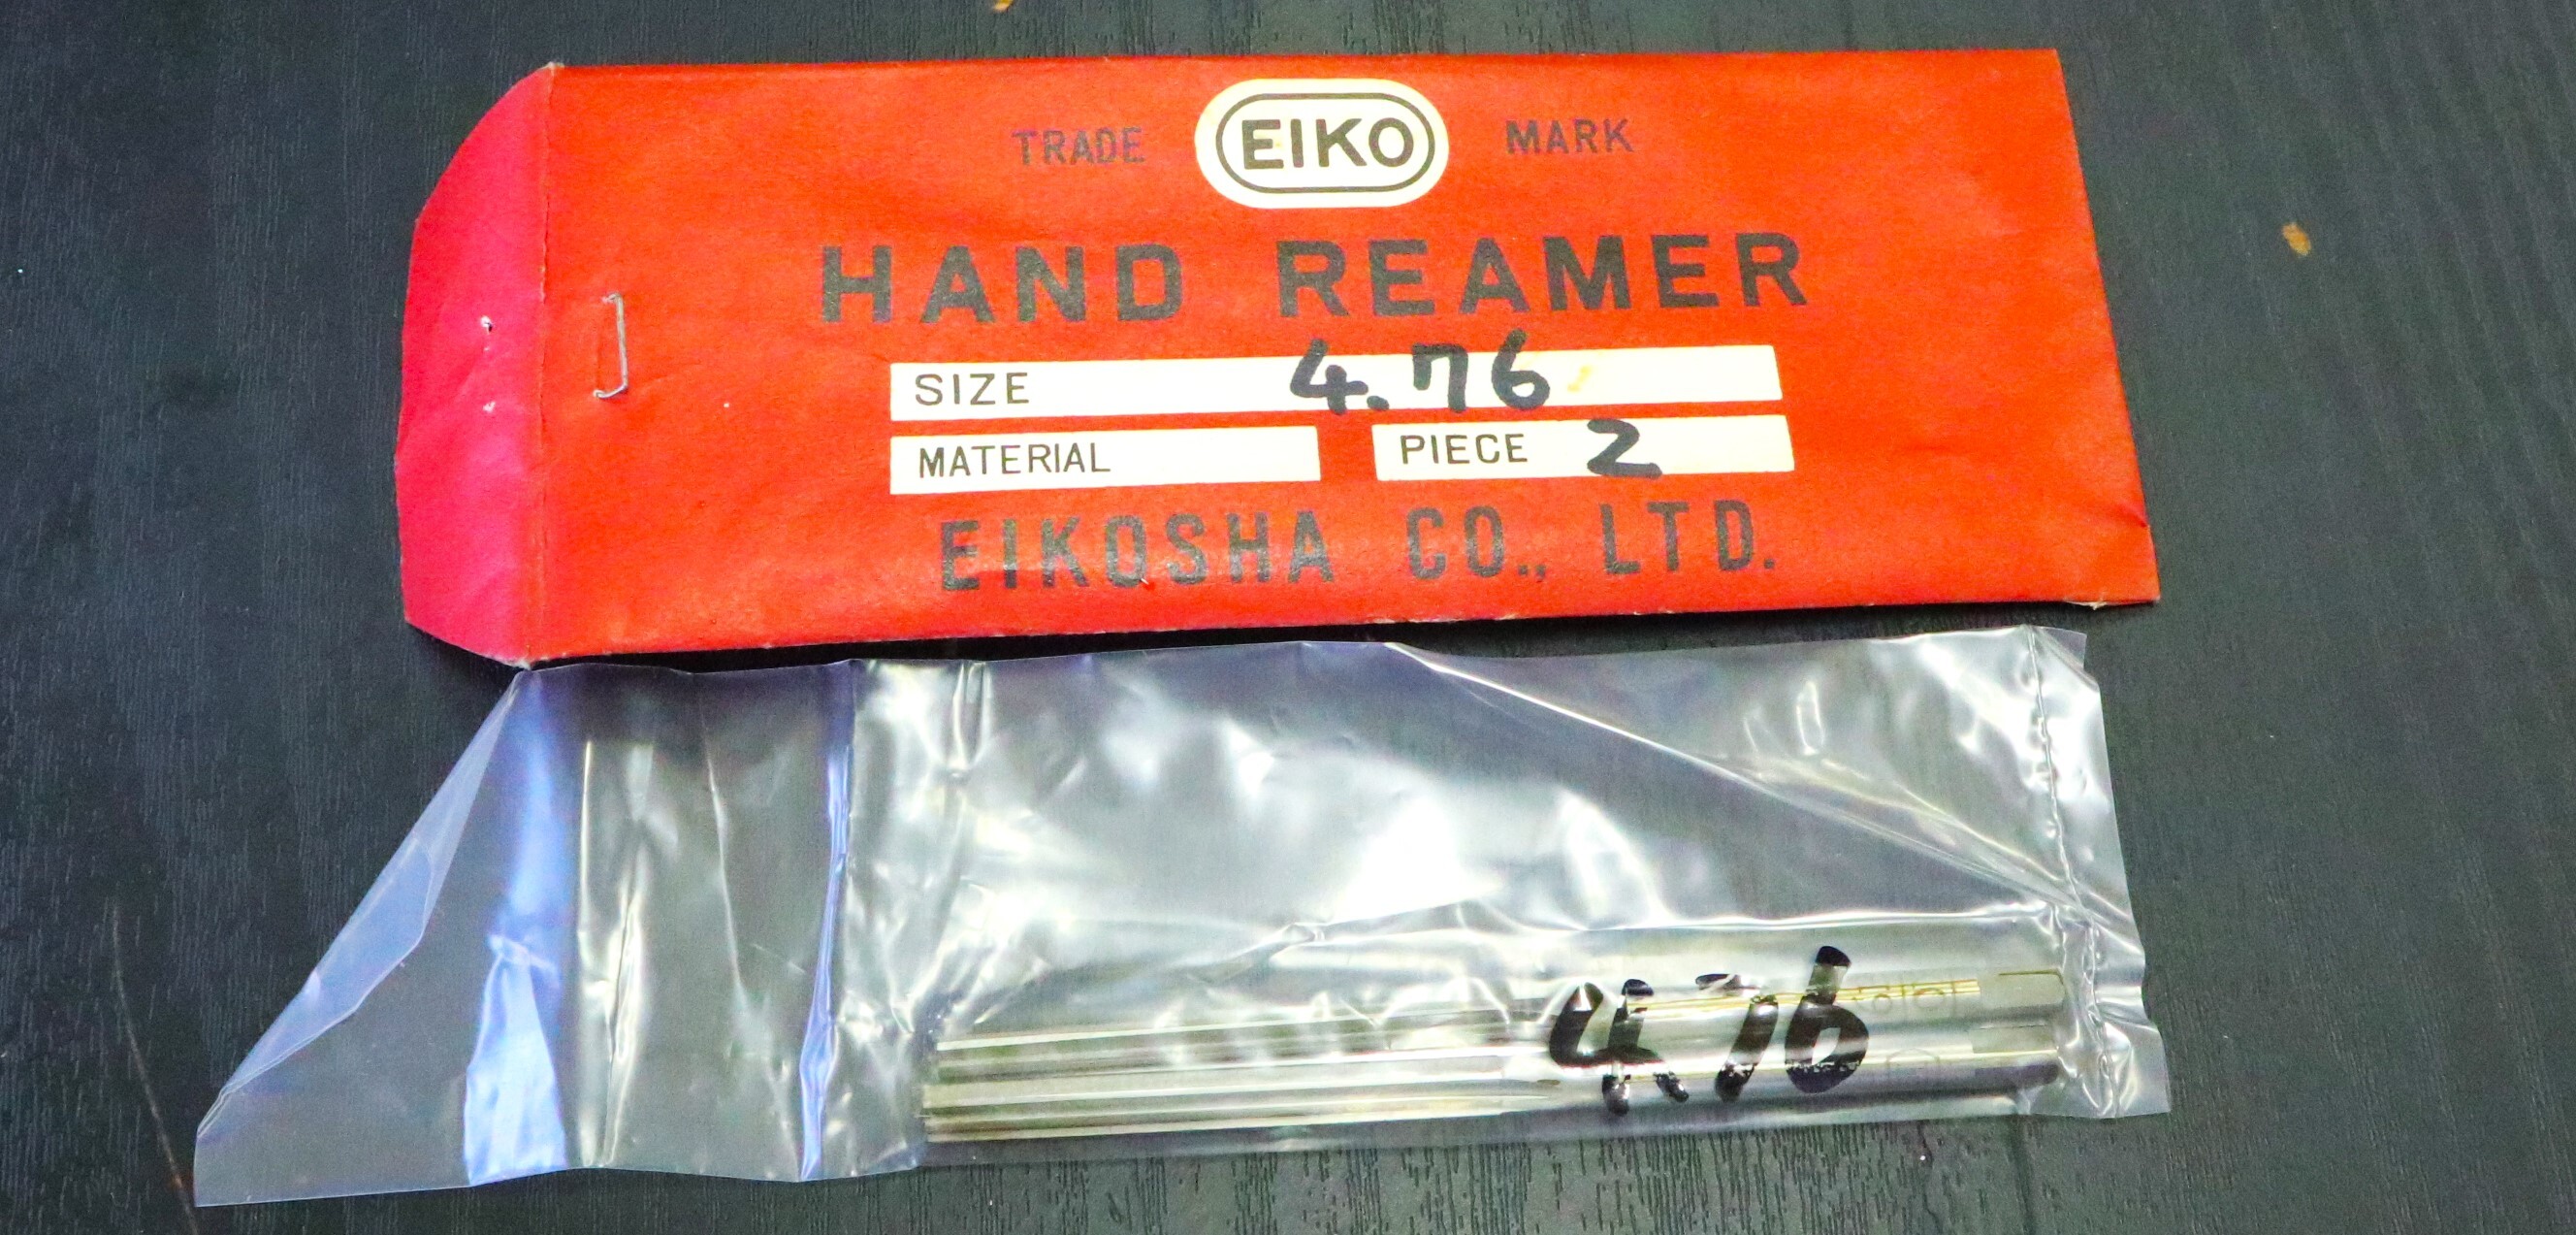 TRADE EIKO MARK
HAND REAMER
SIZE 4.76
MATERIAL PIECE 2
EIKOSHA CO., LTD.
4.76